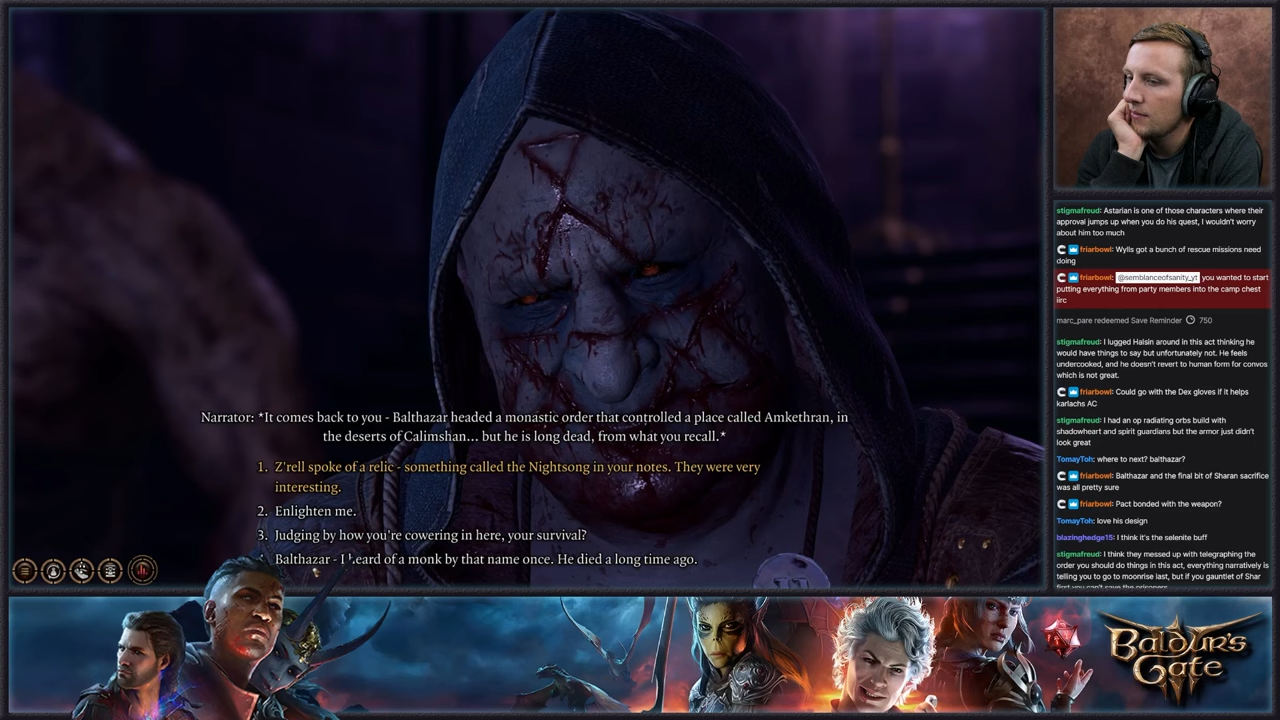 Narrator: *It comes back to you - Balthazar headed a monastic order that controlled a place called Amkethran, in
the deserts of Calimshan... but he is long dead, from what you recall.*
1. Z'rell spoke of a relic - something called the Nightsong in your notes. They were very
interesting.
2. Enlighten me.
3. Judging by how you're cowering in here, your survival?
Balthazar - I heard of a monk by that name once. He died a long time ago.
stigmafreud: Astarian is one of those characters where their
approval jumps up when you do his quest, I wouldn't worry
about him too much
friarbowl: Wylls got a bunch of rescue missions need
doing
friarbowl: @semblanceofsanity_yt you wanted to start
putting everything from party members into the camp chest
iirc
marc_pare redeemed Save Reminder 750
stigmafreud: I lugged Halsin around in this act thinking he
would have things to say but unfortunately not. He feels
undercooked, and he doesn't revert to human form for convos
which is not great.
friarbowl: Could go with the Dex gloves if it helps
karlachs AC
stigmafreud: I had an op radiating orbs build with
shadowheart and spirit guardians but the armor just didn't
look great
TomayToh: where to next? balthazar?
friarbowl: Balthazar and the final bit of Sharan sacrifice
was all pretty sure
friarbowl: Pact bonded with the weapon?
TomayToh: love his design
blazinghedge15: I think it's the selenite buff
stigmafreud: I think they messed up with telegraphing the
order you should do things in this act, everything narratively is
telling you to go to moonrise last, but if you gauntlet of Shar
first you can't save the prisoners
BALDUR'S
GATE